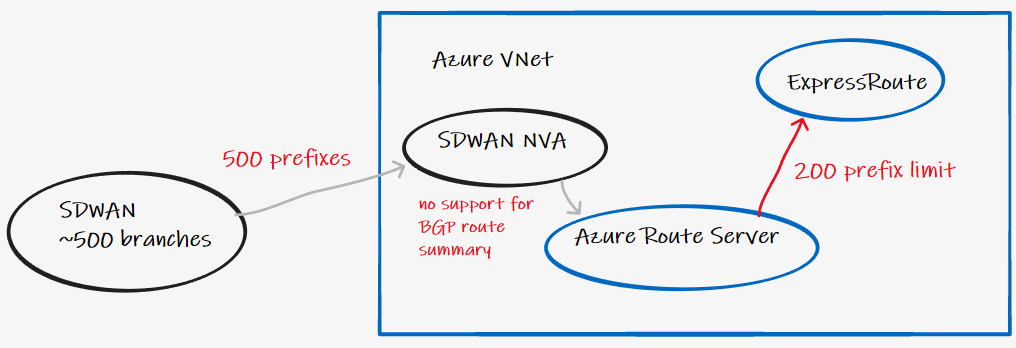 Azure VNet
ExpressRoute
SDWAN NVA
500 prefixes
200 prefix limit
no support for
BGP route
summary
SDWAN
~500 branches
Azure Route Server